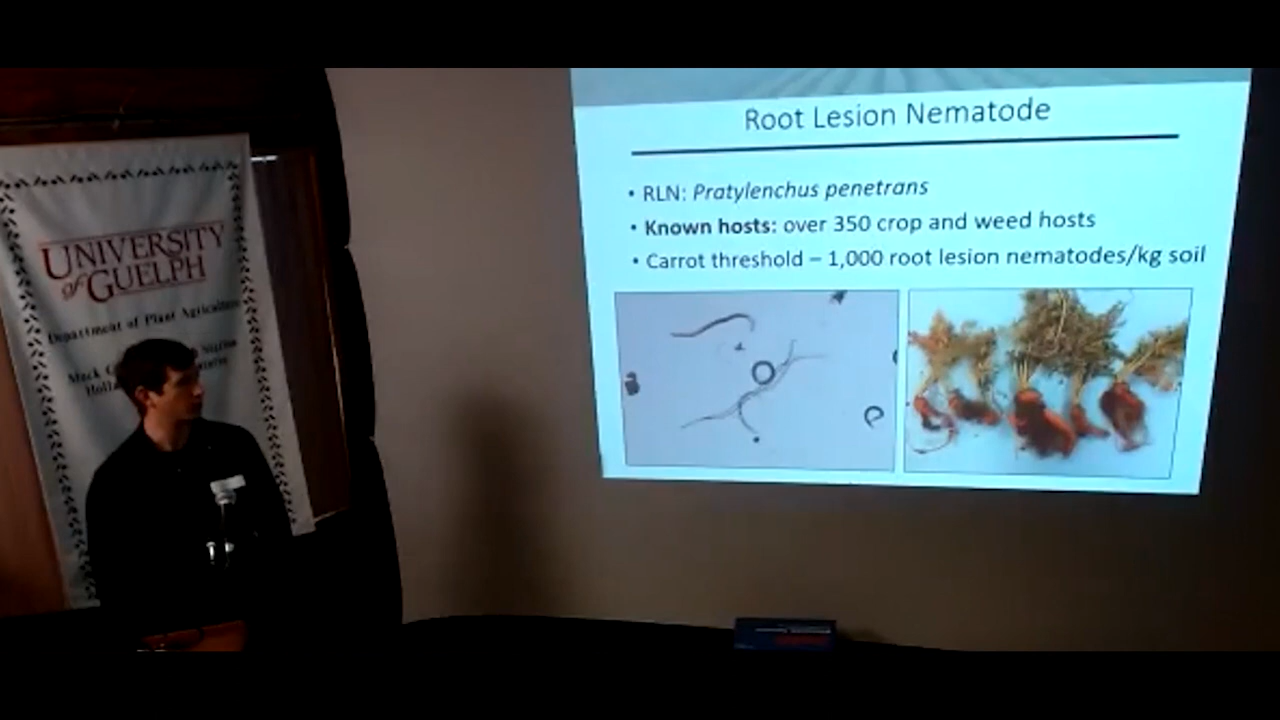 Root Lesion Nematode
• RLN: Pratylenchus penetrans
• Known hosts: over 350 crop and weed hosts
• Carrot threshold – 1,000 root lesion nematodes/kg soil
UNIVERSITY
of GUELPH
Department of Plant Agriculture
Muck